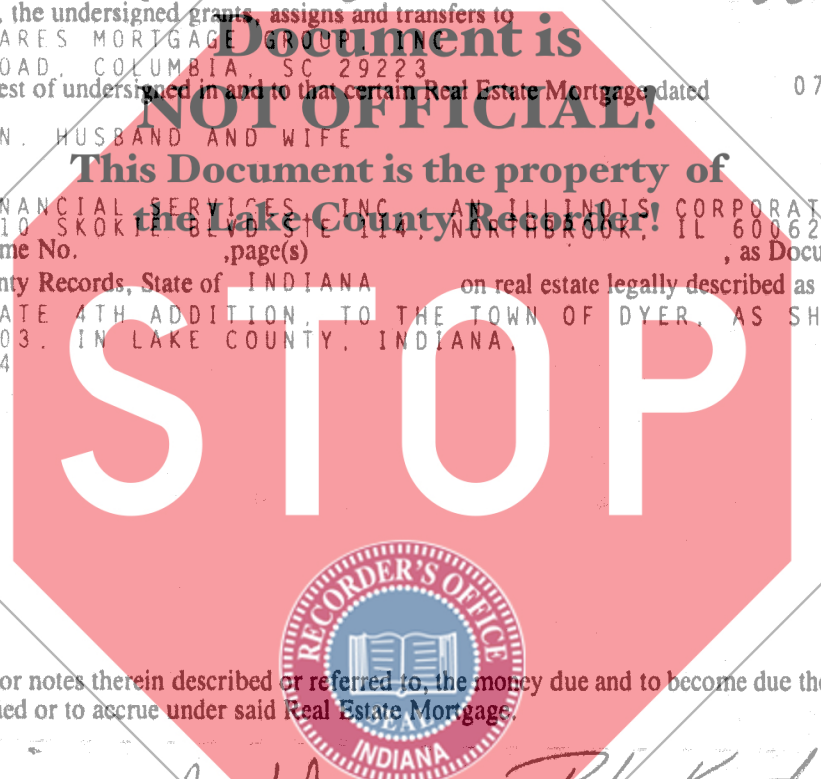 , the undersigned grants, assigns and transfers to
ARES MORTGAGE GROUP, INC
Document is
OAD, COLUMBIA, SC 29223
est of undersigned in and to that certain Real Estate Mortgage dated 07
NOT OFFICIAL!
N. HUSBAND AND WIFE
This Document is the property of
NANCIAL SERVICES, INC., AN ILLINOIS CORPORAT
the Lake County Recorder!
10 SKOKIE BLVD STE 114, NORTHBROOK, IL 60062
me No. ,page(s) , as Docu
nty Records, State of INDIANA on real estate legally described as
ATE 4TH ADDITION, TO THE TOWN OF DYER, AS SH
03. IN LAKE COUNTY, INDIANA.
4
STOP
RECORDER'S OFFICE
SEAL
INDIANA
or notes therein described or referred to, the money due and to become due the
ued or to accrue under said Real Estate Mortgage.